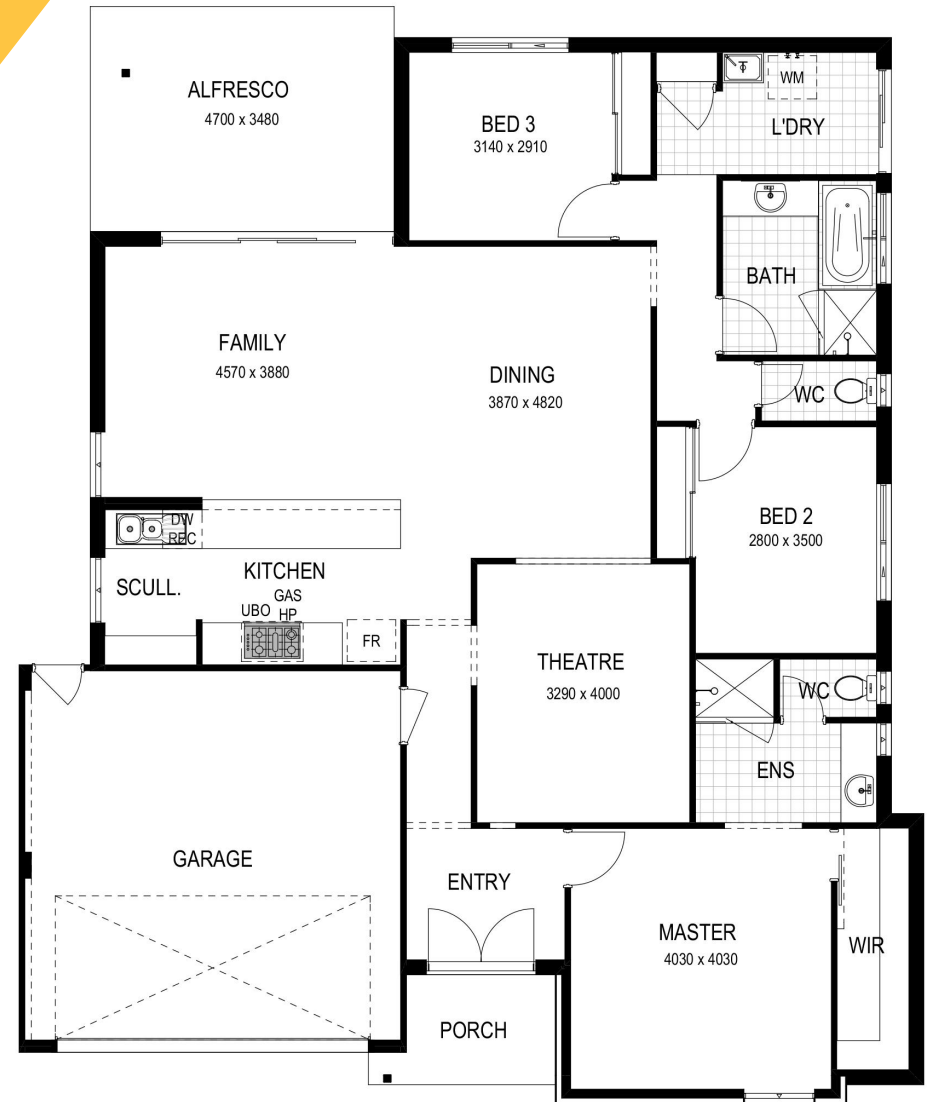 ALFRESCO
4700 x 3480
BED 3
3140 x 2910
WM
L'DRY
BATH
FAMILY
4570 x 3880
DINING
3870 x 4820
WC
BED 2
2800 x 3500
DW
REC
SCULL.
KITCHEN
GAS
UBO HP
FR
THEATRE
3290 x 4000
WC
ENS
GARAGE
ENTRY
MASTER
4030 x 4030
WIR
PORCH